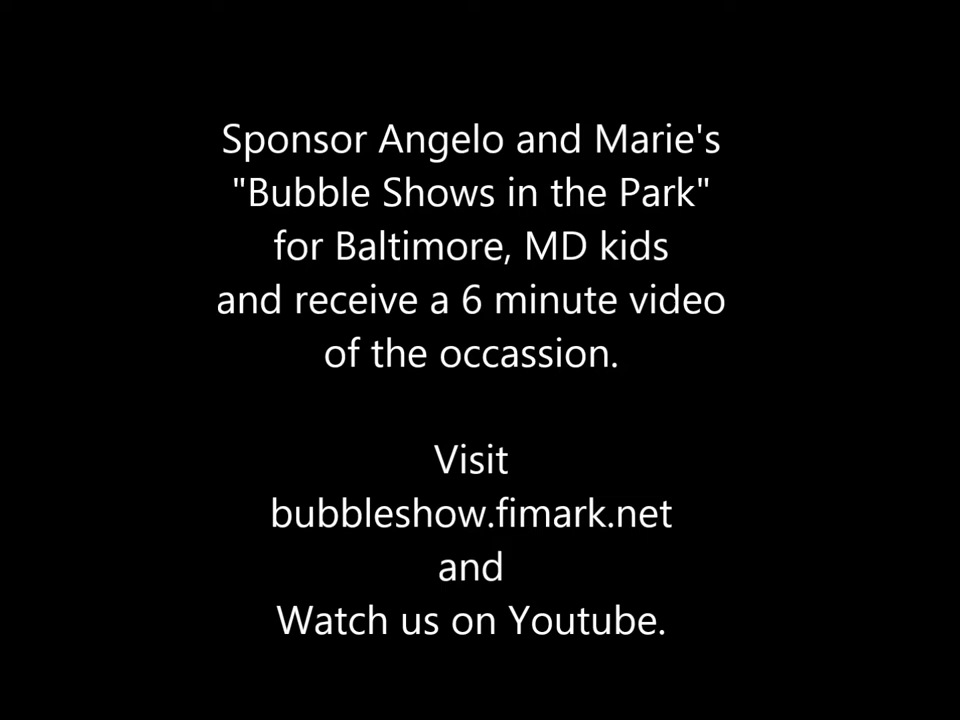 Sponsor Angelo and Marie's
"Bubble Shows in the Park"
for Baltimore, MD kids
and receive a 6 minute video
of the occassion.
Visit
bubbleshow.fimark.net
and
Watch us on Youtube.